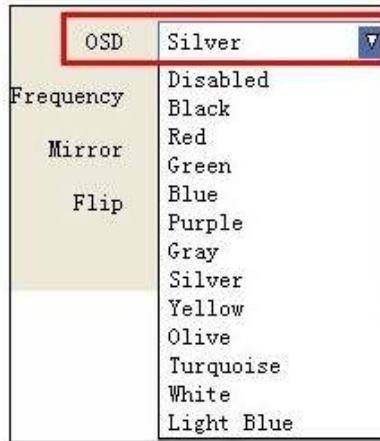 OSD Silver
Disabled
Frequency
Black
Red
Mirror
Green
Blue
Flip
Purple
Gray
Silver
Yellow
Olive
Turquoise
White
Light Blue